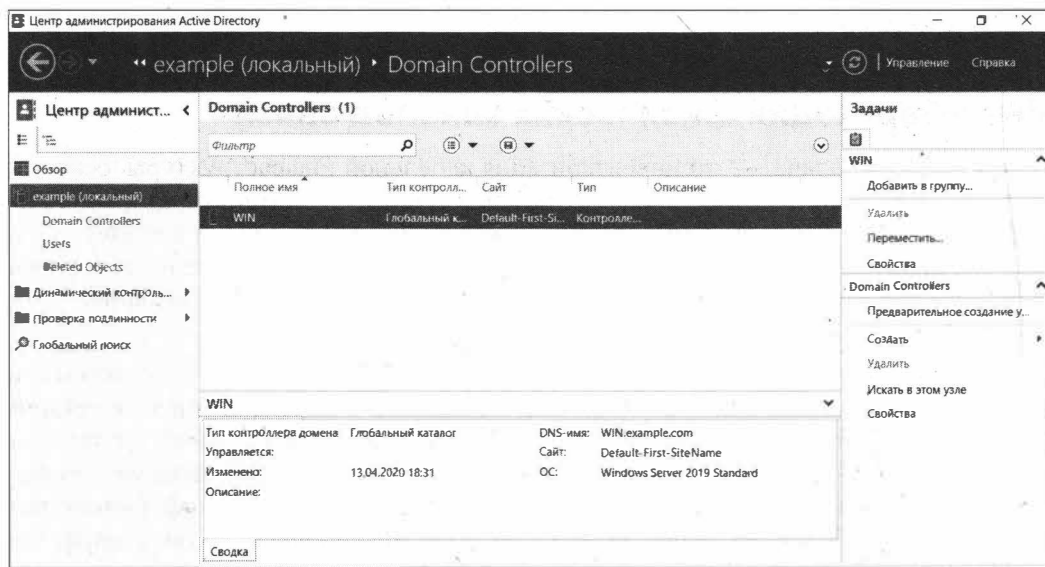 Центр администрирования Active Directory
example (локальный) Domain Controllers
Управление Справка
Центр админист...
Обзор
example (локальный)
Domain Controllers
Users
Deleted Objects
Динамический контроль...
Проверка подлинности
Глобальный поиск
Domain Controllers (1)
Фильтр
Полное имя Тип контролл... Сайт Тип Описание
WIN Глобальный к... Default-First-Si... Контролле...
WIN
Тип контроллера домена Глобальный каталог
Управляется:
Изменено: 13.04.2020 18:31
Описание:
DNS-имя: WIN.example.com
Сайт: Default-First-SiteName
ОС: Windows Server 2019 Standard
Сводка
Задачи
WIN
Добавить в группу...
Удалить
Переместить...
Свойства
Domain Controllers
Предварительное создание у...
Создать
Удалить
Искать в этом узле
Свойства